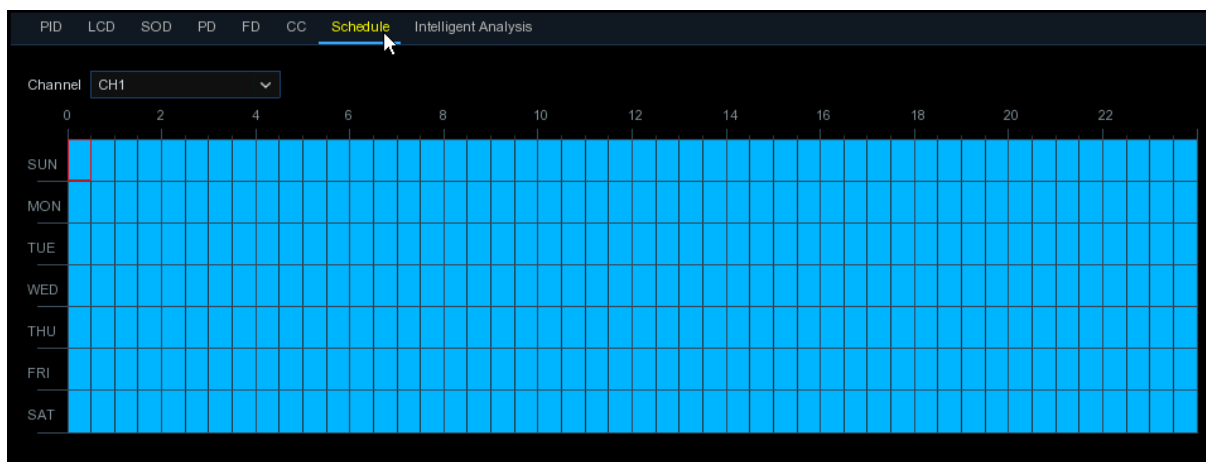 PID LCD SOD PD FD CC Schedule Intelligent Analysis
Channel CH1
0 2 4 6 8 10 12 14 16 18 20 22
SUN
MON
TUE
WED
THU
FRI
SAT